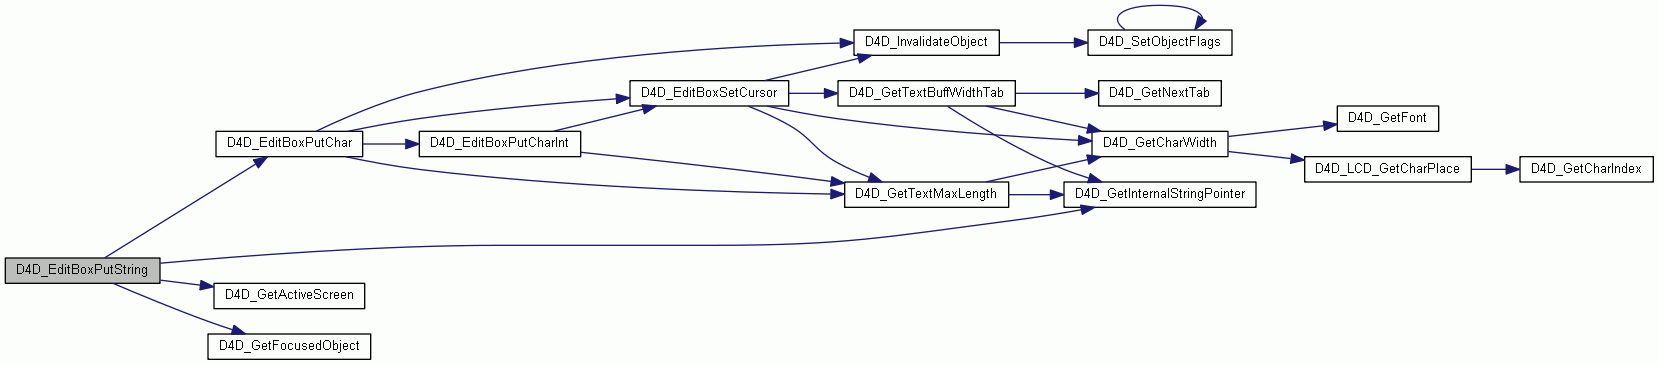 D4D_InvalidateObject
D4D_SetObjectFlags
D4D_EditBoxSetCursor
D4D_GetTextBuffWidthTab
D4D_GetNextTab
D4D_GetFont
D4D_EditBoxPutChar
D4D_EditBoxPutCharInt
D4D_GetCharWidth
D4D_LCD_GetCharPlace
D4D_GetCharIndex
D4D_GetTextMaxLength
D4D_GetInternalStringPointer
D4D_EditBoxPutString
D4D_GetActiveScreen
D4D_GetFocusedObject